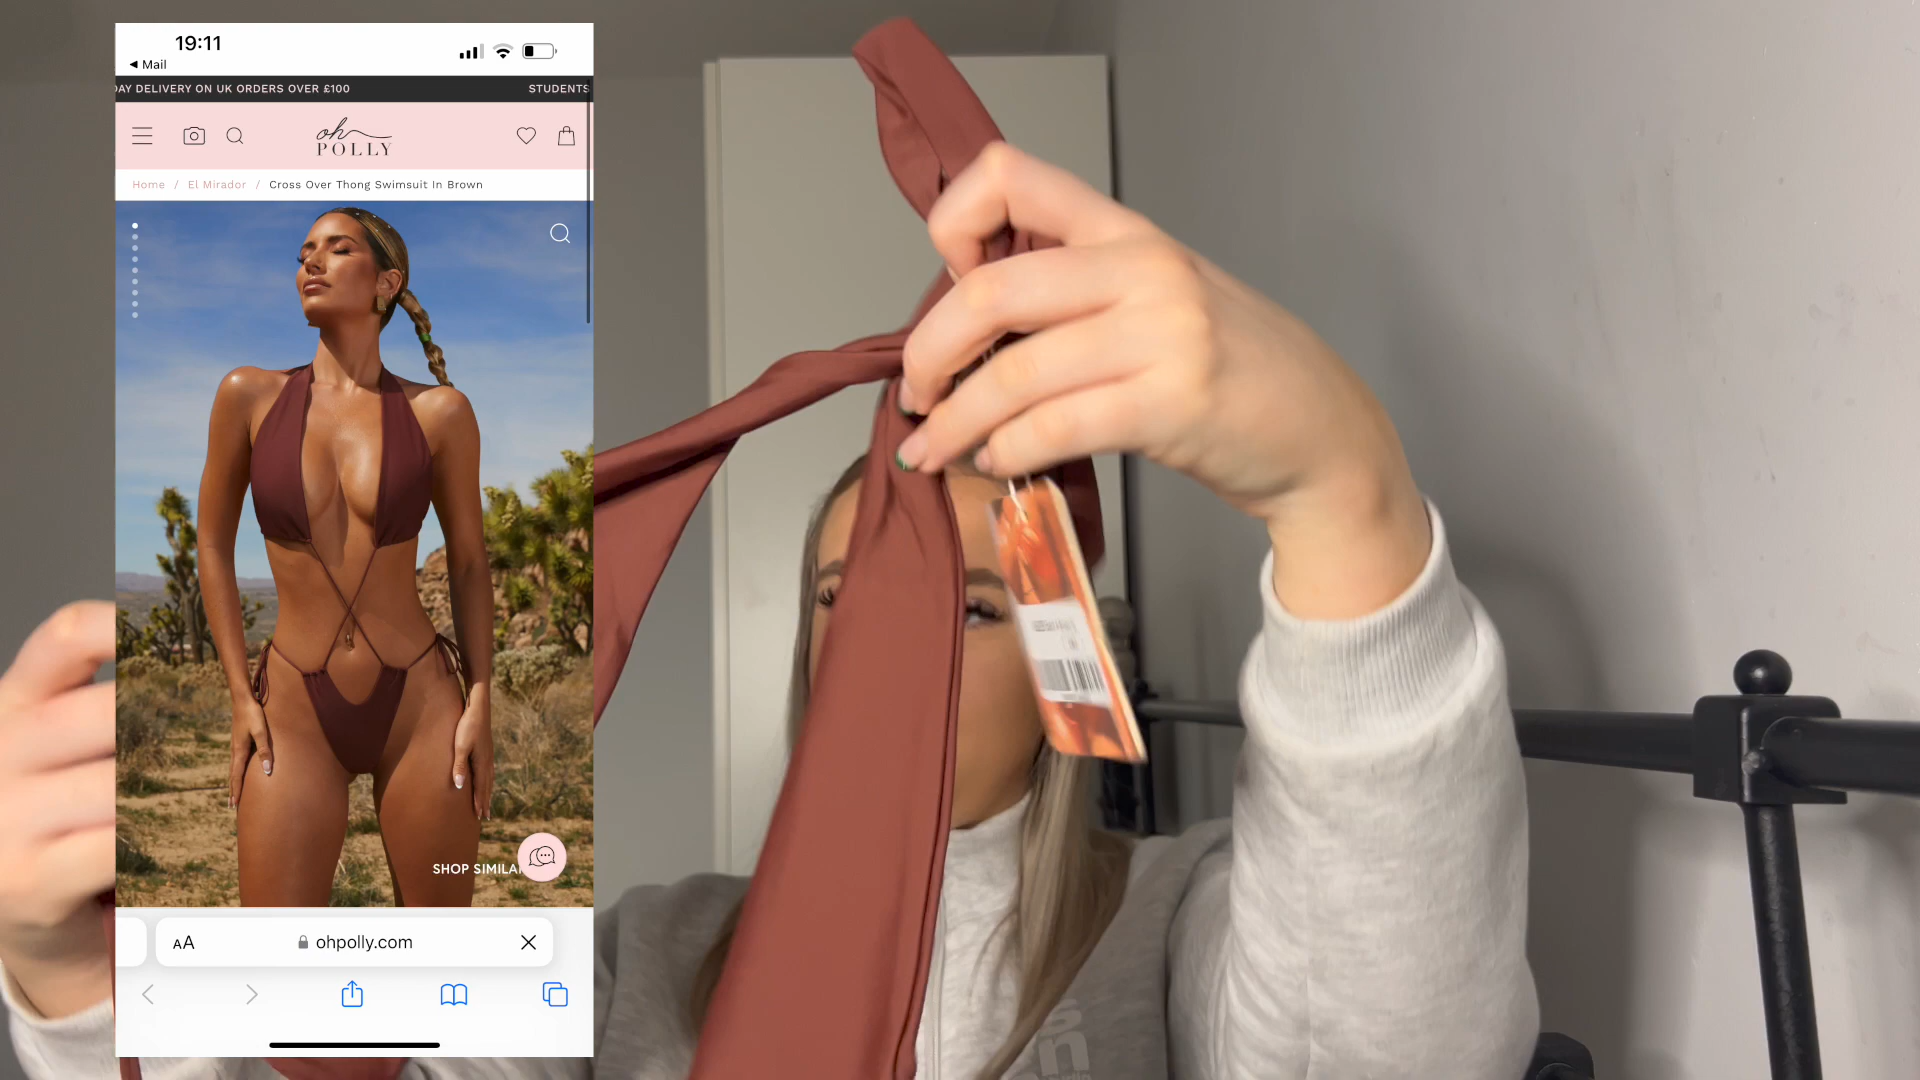 19:11
Mail
DAY DELIVERY ON UK ORDERS OVER £100
STUDENTS
oh
POLLY
Home / El Mirador / Cross Over Thong Swimsuit In Brown
SHOP SIMILA
AA
ohpolly.com